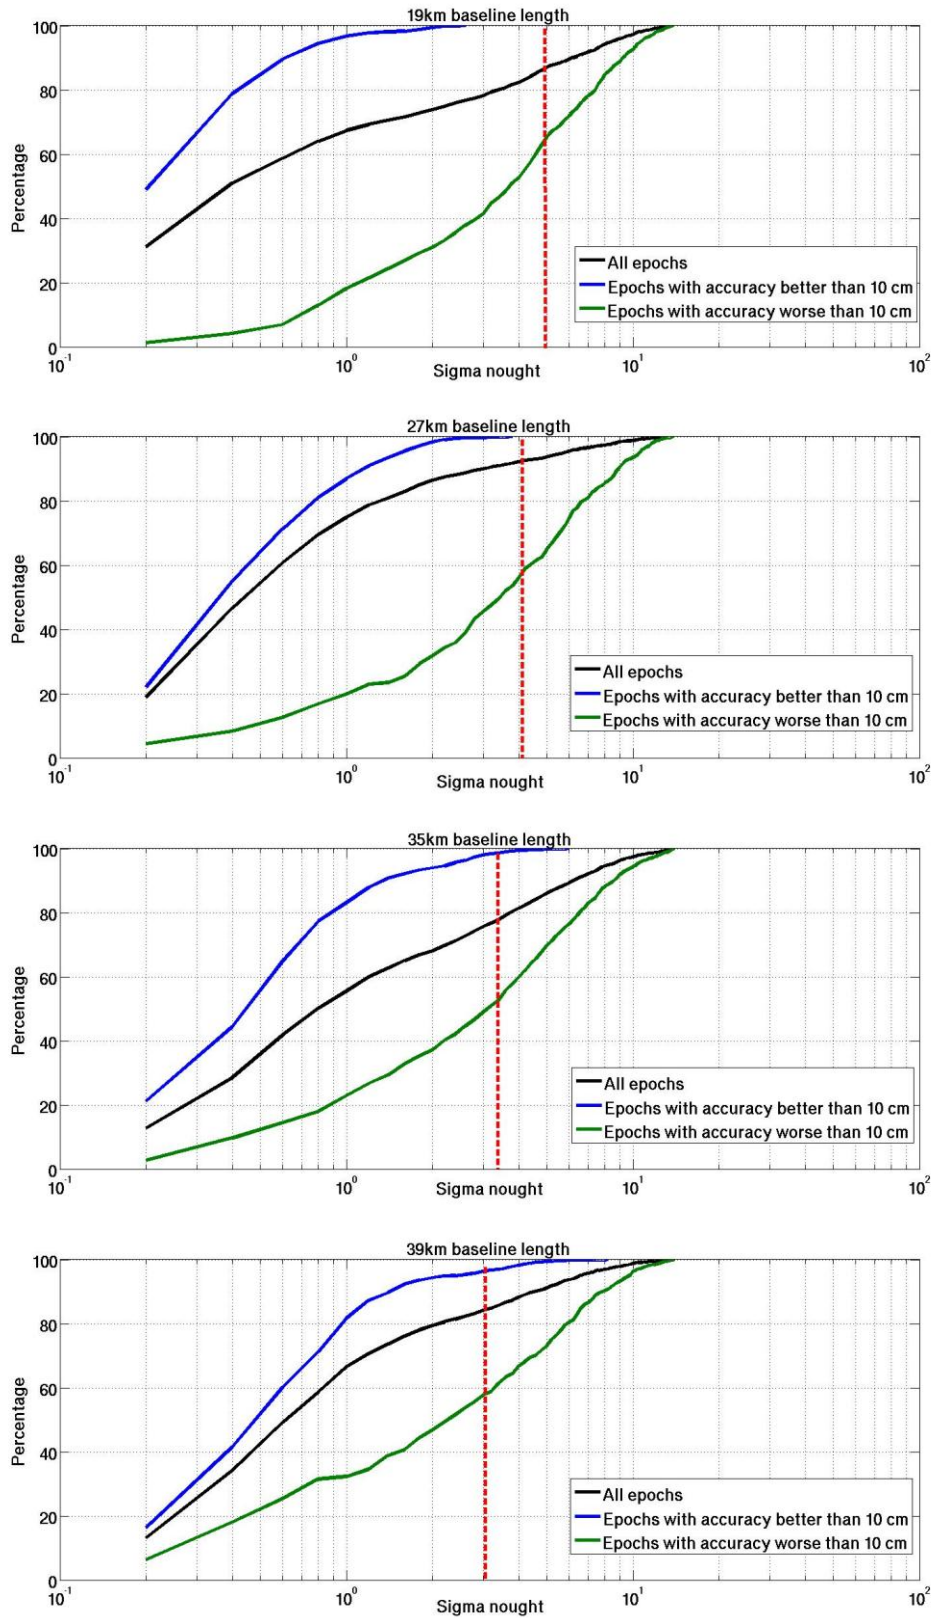 19km baseline length
100
80
60
40
20
0
Percentage
10^-1
10^0
10^1
10^2
Sigma nought
All epochs
Epochs with accuracy better than 10 cm
Epochs with accuracy worse than 10 cm
27km baseline length
100
80
60
40
20
0
Percentage
10^-1
10^0
10^1
10^2
Sigma nought
All epochs
Epochs with accuracy better than 10 cm
Epochs with accuracy worse than 10 cm
35km baseline length
100
80
60
40
20
0
Percentage
10^-1
10^0
10^1
10^2
Sigma nought
All epochs
Epochs with accuracy better than 10 cm
Epochs with accuracy worse than 10 cm
39km baseline length
100
80
60
40
20
0
Percentage
10^-1
10^0
10^1
10^2
Sigma nought
All epochs
Epochs with accuracy better than 10 cm
Epochs with accuracy worse than 10 cm